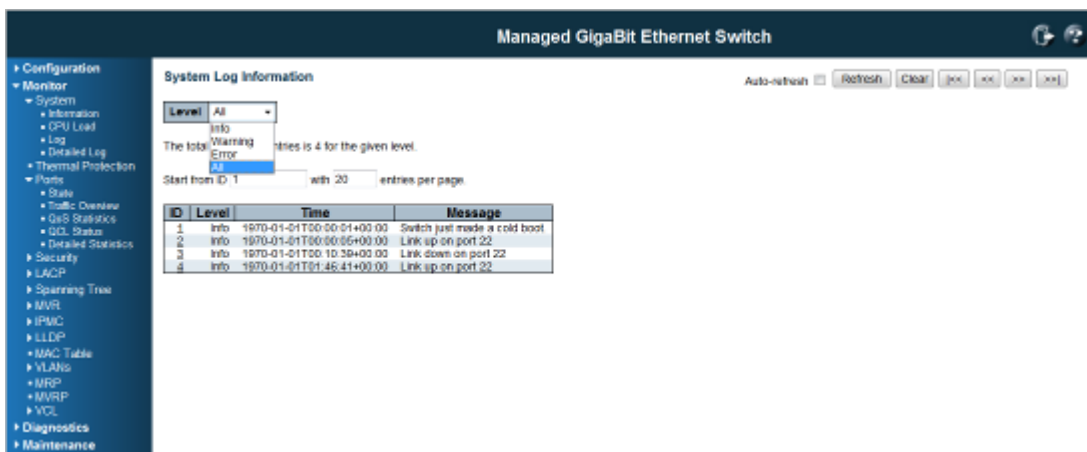 Managed GigaBit Ethernet Switch
Configuration
Monitor
System
Information
CPU Load
Log
Detailed Log
Thermal Protection
Ports
State
Traffic Overview
QoS Statistics
QCL Status
Detailed Statistics
Security
LACP
Spanning Tree
MVR
IPMC
LLDP
MAC Table
VLANs
MRP
MVRP
VCL
Diagnostics
Maintenance
System Log Information
Auto-refresh Refresh Clear |<< << >> >>|
Level All
Info
Warning
Error
All
The total ntries is 4 for the given level.
Start from ID 1 with 20 entries per page.
ID Level Time Message
1 Info 1970-01-01T00:00:01+00:00 Switch just made a cold boot
2 Info 1970-01-01T00:00:05+00:00 Link up on port 22
3 Info 1970-01-01T00:10:39+00:00 Link down on port 22
4 Info 1970-01-01T01:46:41+00:00 Link up on port 22